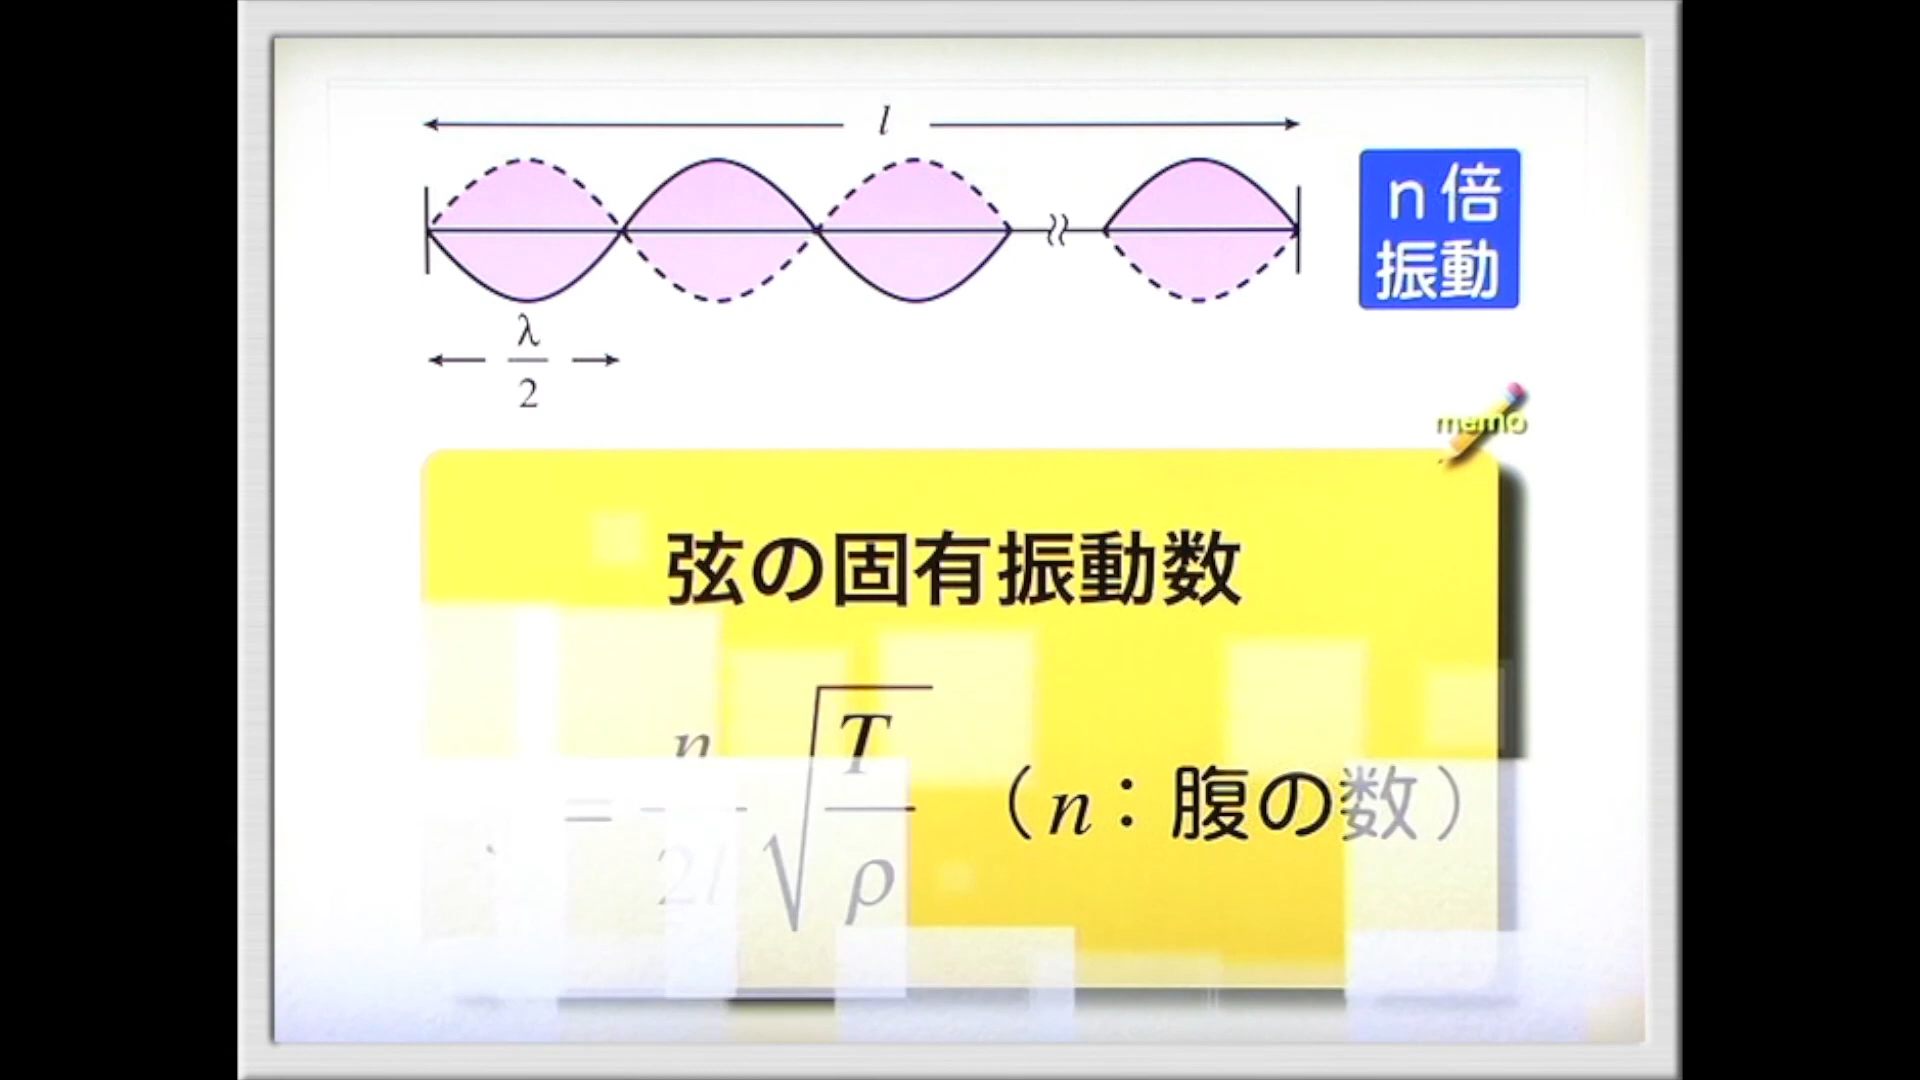 l
n倍
振動
λ
2
memo
弦の固有振動数
= n/2l √T/ρ (n：腹の数)